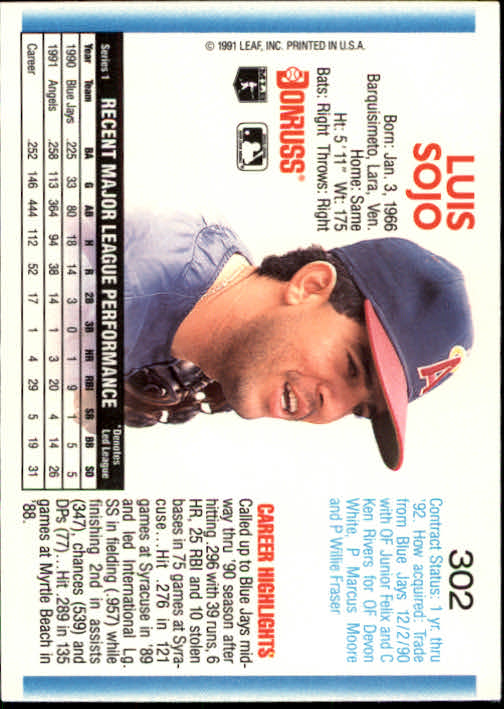 302
LUIS
SOJO
Born: Jan. 3, 1966
Barquisimeto, Lara, Ven.
Home: Same
Ht: 5' 11" Wt: 175
Bats: Right Throws: Right
DONRUSS®
MLB
© 1991 LEAF, INC. PRINTED IN U.S.A.
A
Contract Status: 1 yr. thru
'92. How acquired: Trade
from Blue Jays 12/2/90
with OF Junior Felix and C
Ken Rivers for OF Devon
White, P Marcus Moore
and P Willie Fraser
CAREER HIGHLIGHTS
Called up to Blue Jays mid-
way thru '90 season after
hitting .296 with 39 runs, 6
HR, 25 RBI and 10 stolen
bases in 75 games at Syra-
cuse...Hit .276 in 121
games at Syracuse in '89
and led International Lg.
SS in fielding (.957) while
finishing 2nd in assists
(347), chances (539) and
DPs (77)...Hit .289 in 135
games at Myrtle Beach in
'88.
Series 1 RECENT MAJOR LEAGUE PERFORMANCE *Denotes Led League
Year Team BA G AB H R 2B 3B HR RBI SB BB SO
1990 Blue Jays .225 33 80 18 14 3 0 1 9 1 5 5
1991 Angels .258 113 364 94 38 14 1 3 20 4 14 26
Career .252 146 444 112 52 17 1 4 29 5 19 31